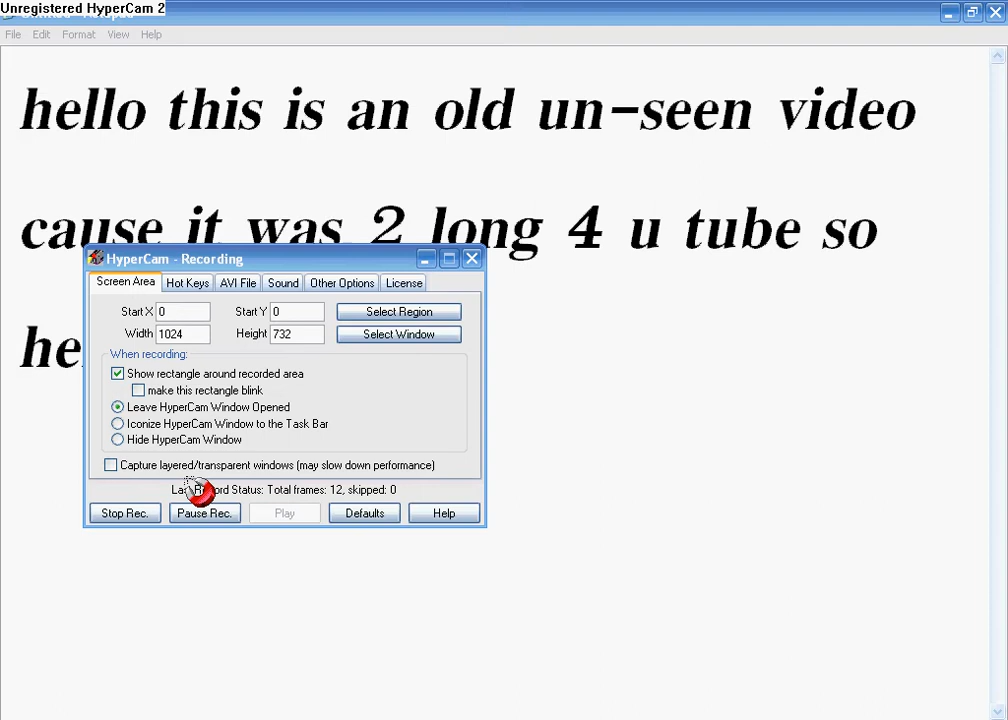 Unregistered HyperCam 2
File Edit Format View Help
hello this is an old un-seen video
cause it was 2 long 4 u tube so
he
HyperCam - Recording
Screen Area Hot Keys AVI File Sound Other Options License
Start X 0 Start Y 0 Select Region
Width 1024 Height 732 Select Window
When recording:
Show rectangle around recorded area
make this rectangle blink
Leave HyperCam Window Opened
Iconize HyperCam Window to the Task Bar
Hide HyperCam Window
Capture layered/transparent windows (may slow down performance)
Status: Total frames: 12, skipped: 0
Stop Rec. Pause Rec. Play Defaults Help